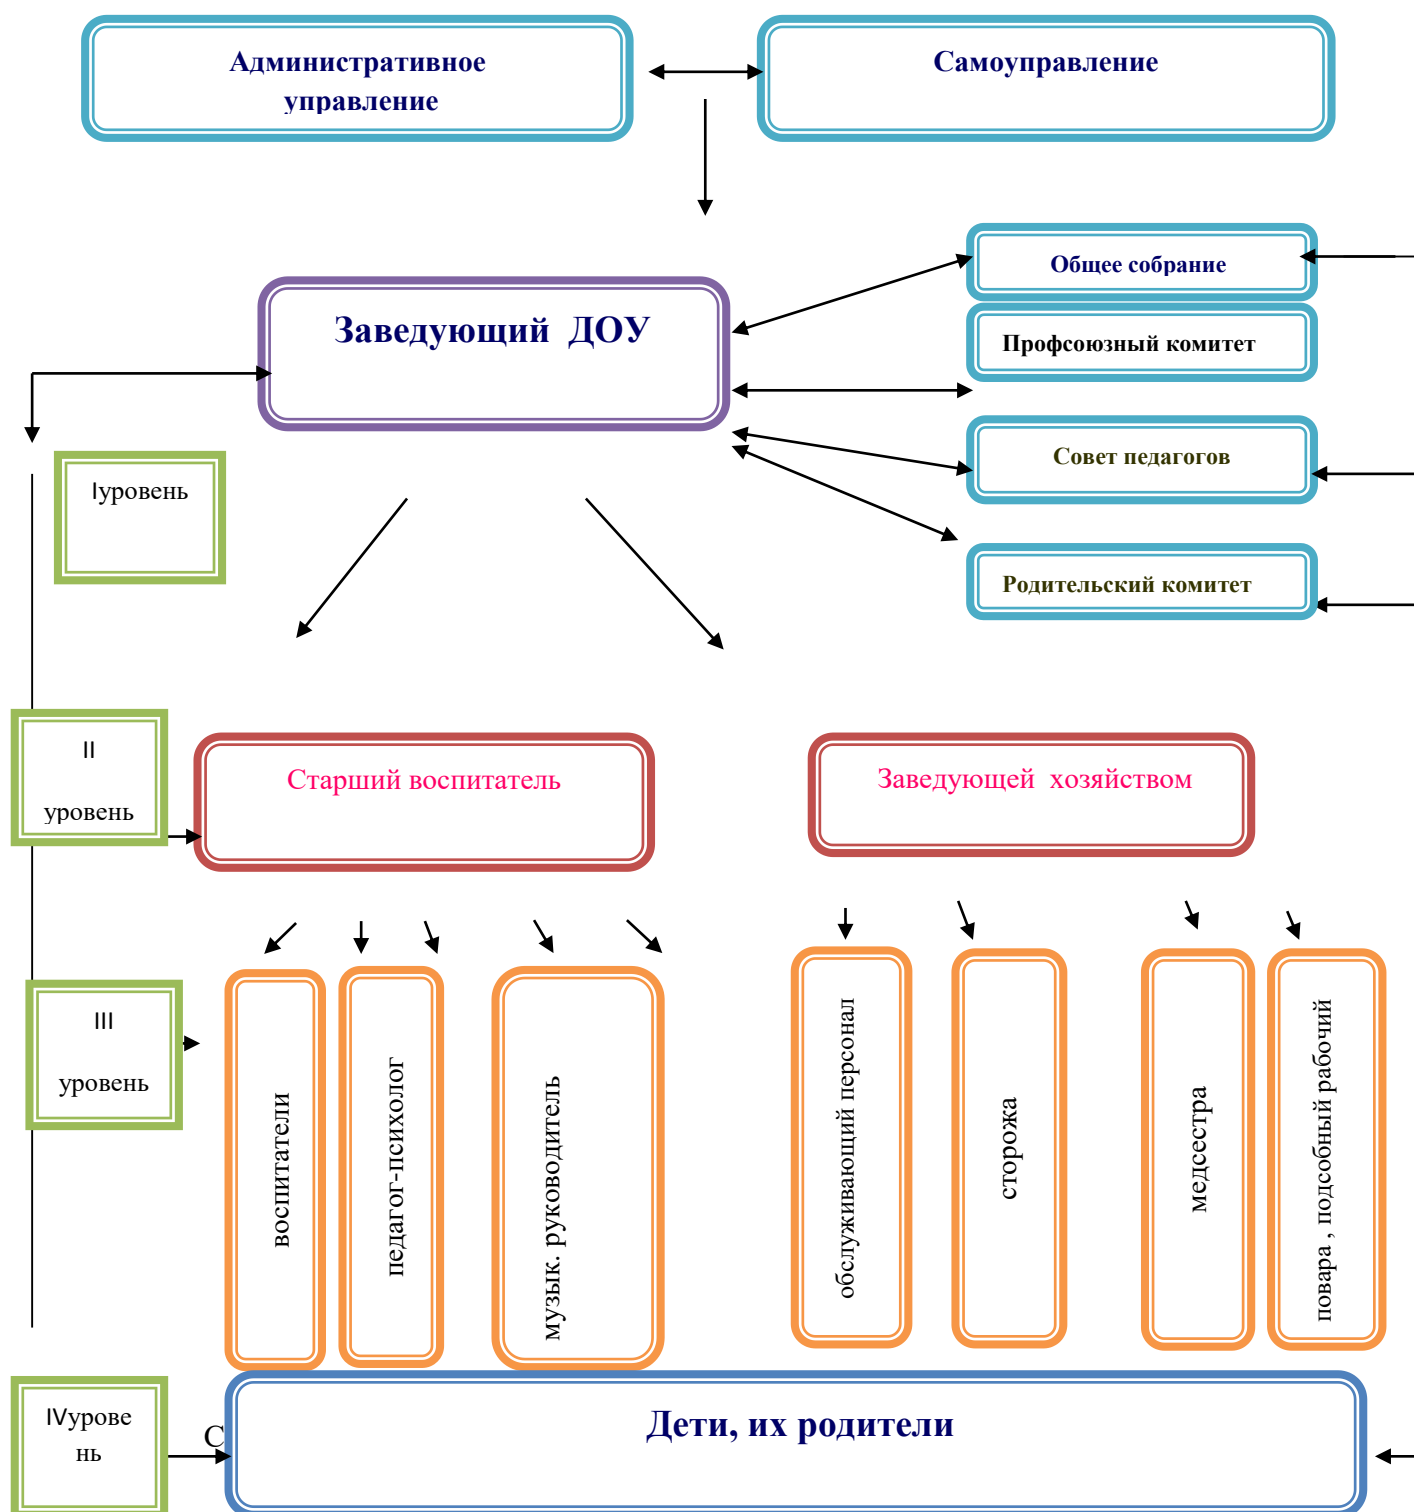 Административное
управление
Самоуправление
Общее собрание
Заведующий ДОУ
Профсоюзный комитет
Совет педагогов
Iуровень
Родительский комитет
II
уровень
Старший воспитатель
Заведующей хозяйством
III
уровень
воспитатели
педагог-психолог
музык. руководитель
обслуживающий персонал
сторожа
медсестра
повара , подсобный рабочий
IVурове
нь
С
Дети, их родители